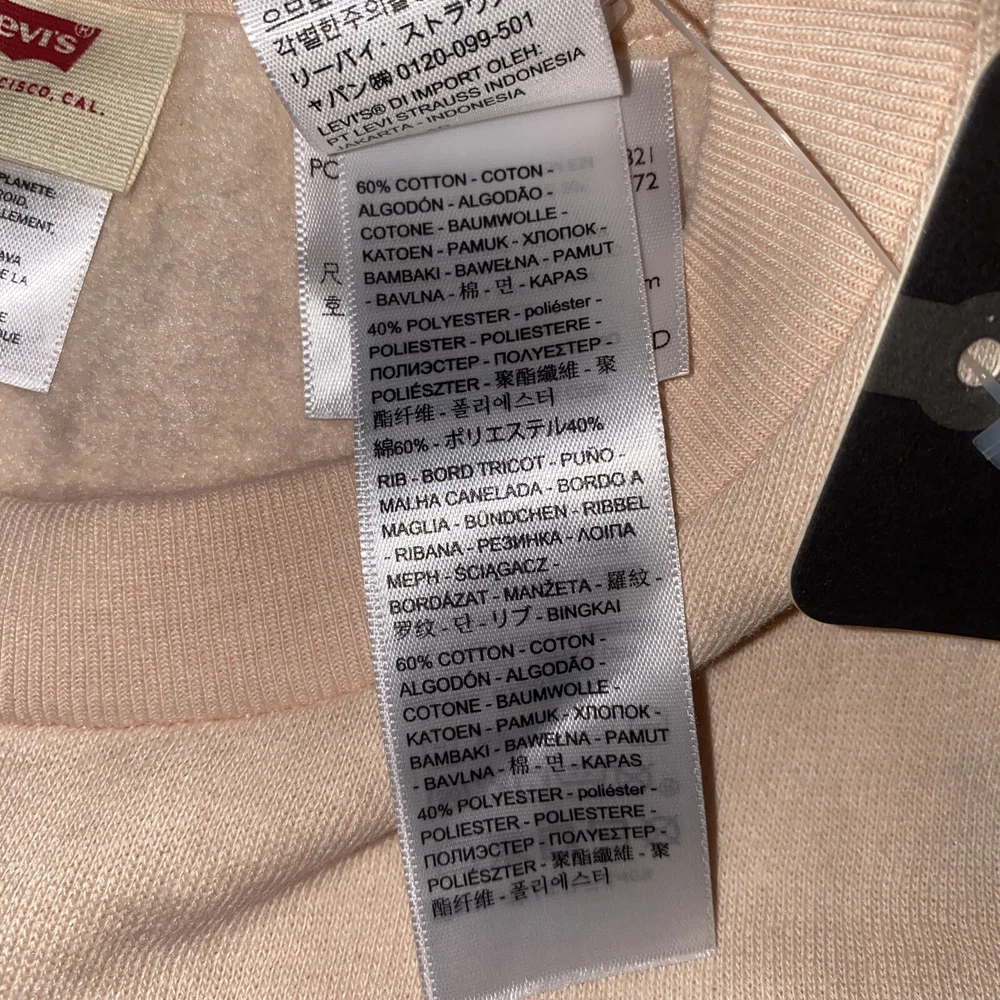 Levi's®
CISCO, CAL.
PLANETE:
ROID.
LEMENT.
AVA
E LA
E
QUE
각별한주의를
リーバイ・ストラウ
ャパン㈱ 0120-099-501
LEVI'S® DI IMPORT OLEH:
PT LEVI STRAUSS INDONESIA
JAKARTA - INDONESIA
PC
321
72
尺
호
m
D
60% COTTON - COTON -
ALGODÓN - ALGODÃO -
COTONE - BAUMWOLLE -
KATOEN - PAMUK - ХЛОПОК -
BAMBAKI - BAWEŁNA - PAMUT
- BAVLNA - 棉 - 면 - KAPAS
40% POLYESTER - poliéster -
POLIESTER - POLIESTERE -
ПОЛИЭСТЕР - ΠΟΛΥΕΣΤΕΡ -
POLIÉSZTER - 聚酯纖維 - 聚
酯纤维 - 폴리에스터
綿60% - ポリエステル40%
RIB - BORD TRICOT - PUÑO -
MALHA CANELADA - BORDO A
MAGLIA - BÜNDCHEN - RIBBEL
- RIBANA - РЕЗИНКА - ΛΟΙΠΑ
ΜΕΡΗ - ŚCIĄGACZ -
BORDÁZAT - MANŽETA - 羅紋 -
罗纹 - 단 - リブ - BINGKAI
60% COTTON - COTON -
ALGODÓN - ALGODÃO -
COTONE - BAUMWOLLE -
KATOEN - PAMUK - ХЛОПОК -
BAMBAKI - BAWEŁNA - PAMUT
- BAVLNA - 棉 - 면 - KAPAS
40% POLYESTER - poliéster -
POLIESTER - POLIESTERE -
ПОЛИЭСТЕР - ΠΟΛΥΕΣΤΕΡ -
POLIÉSZTER - 聚酯纖維 - 聚
酯纤维 - 폴리에스터